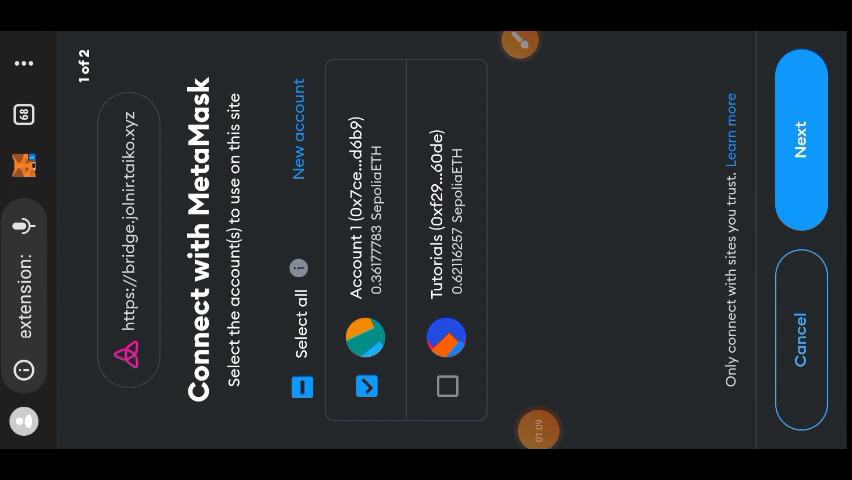 extension:
68
1
https://bridge.jolnir.taiko.xyz
1 of 2
Connect with MetaMask
Select the account(s) to use on this site
Select all
New account
Account 1 (0x7ce...d6b9)
0.36177783 SepoliaETH
Tutorials (0xf29...60de)
0.62116257 SepoliaETH
01:09
Only connect with sites you trust. Learn more
Cancel
Next